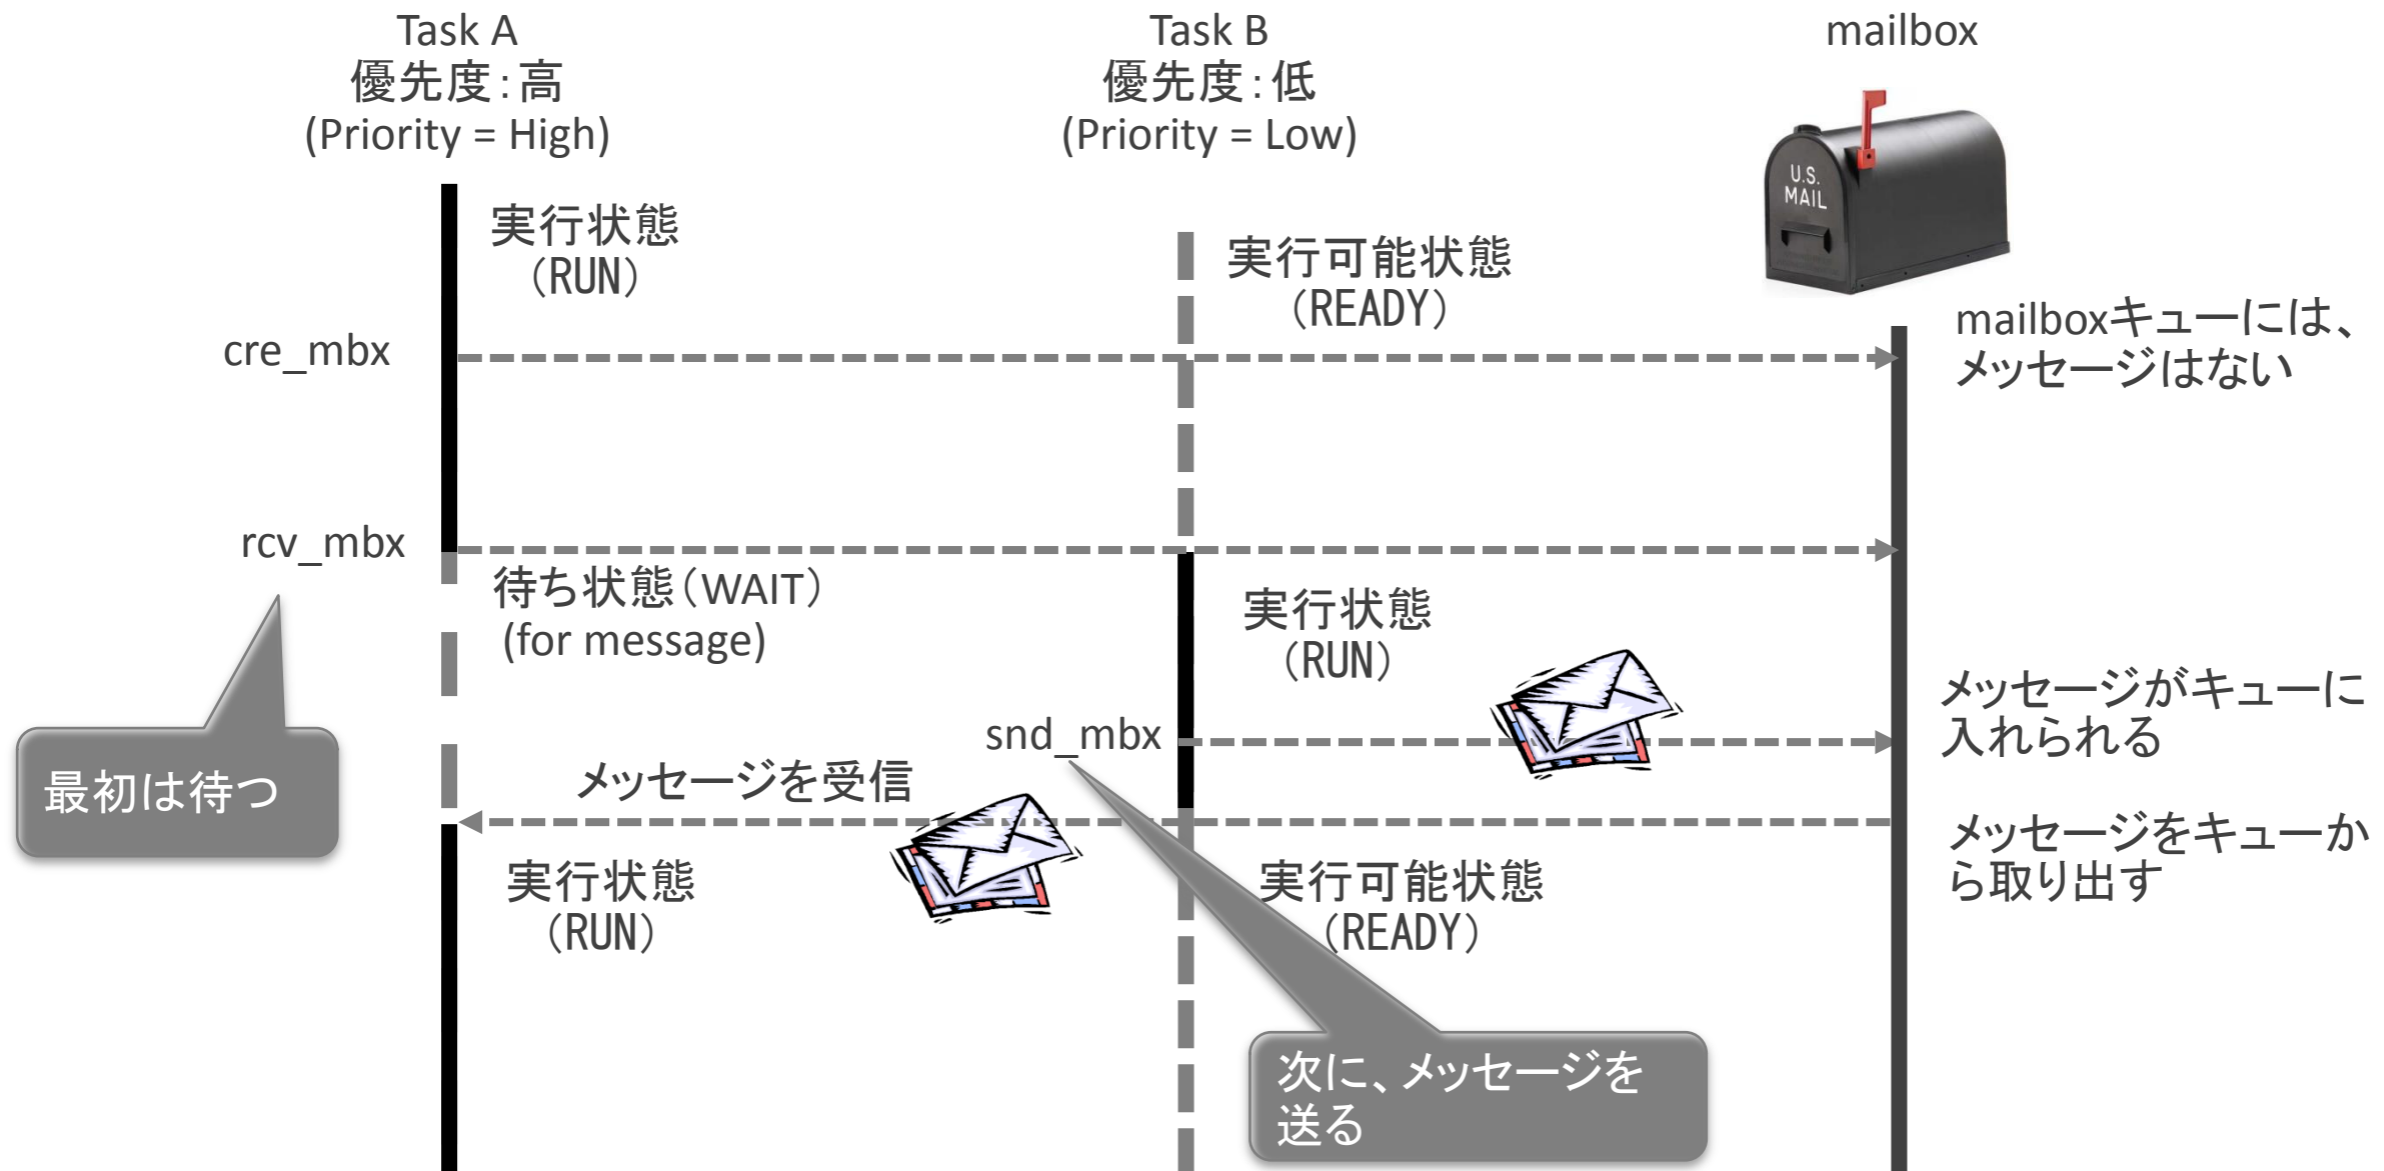 Task A
優先度：高
(Priority = High)
Task B
優先度：低
(Priority = Low)
mailbox
U.S.
MAIL
実行状態
（RUN）
実行可能状態
（READY）
cre_mbx
mailboxキューには、
メッセージはない
rcv_mbx
待ち状態（WAIT）
(for message)
実行状態
（RUN）
最初は待つ
snd_mbx
メッセージがキューに
入れられる
メッセージを受信
メッセージをキューか
ら取り出す
実行状態
（RUN）
実行可能状態
（READY）
次に、メッセージを
送る